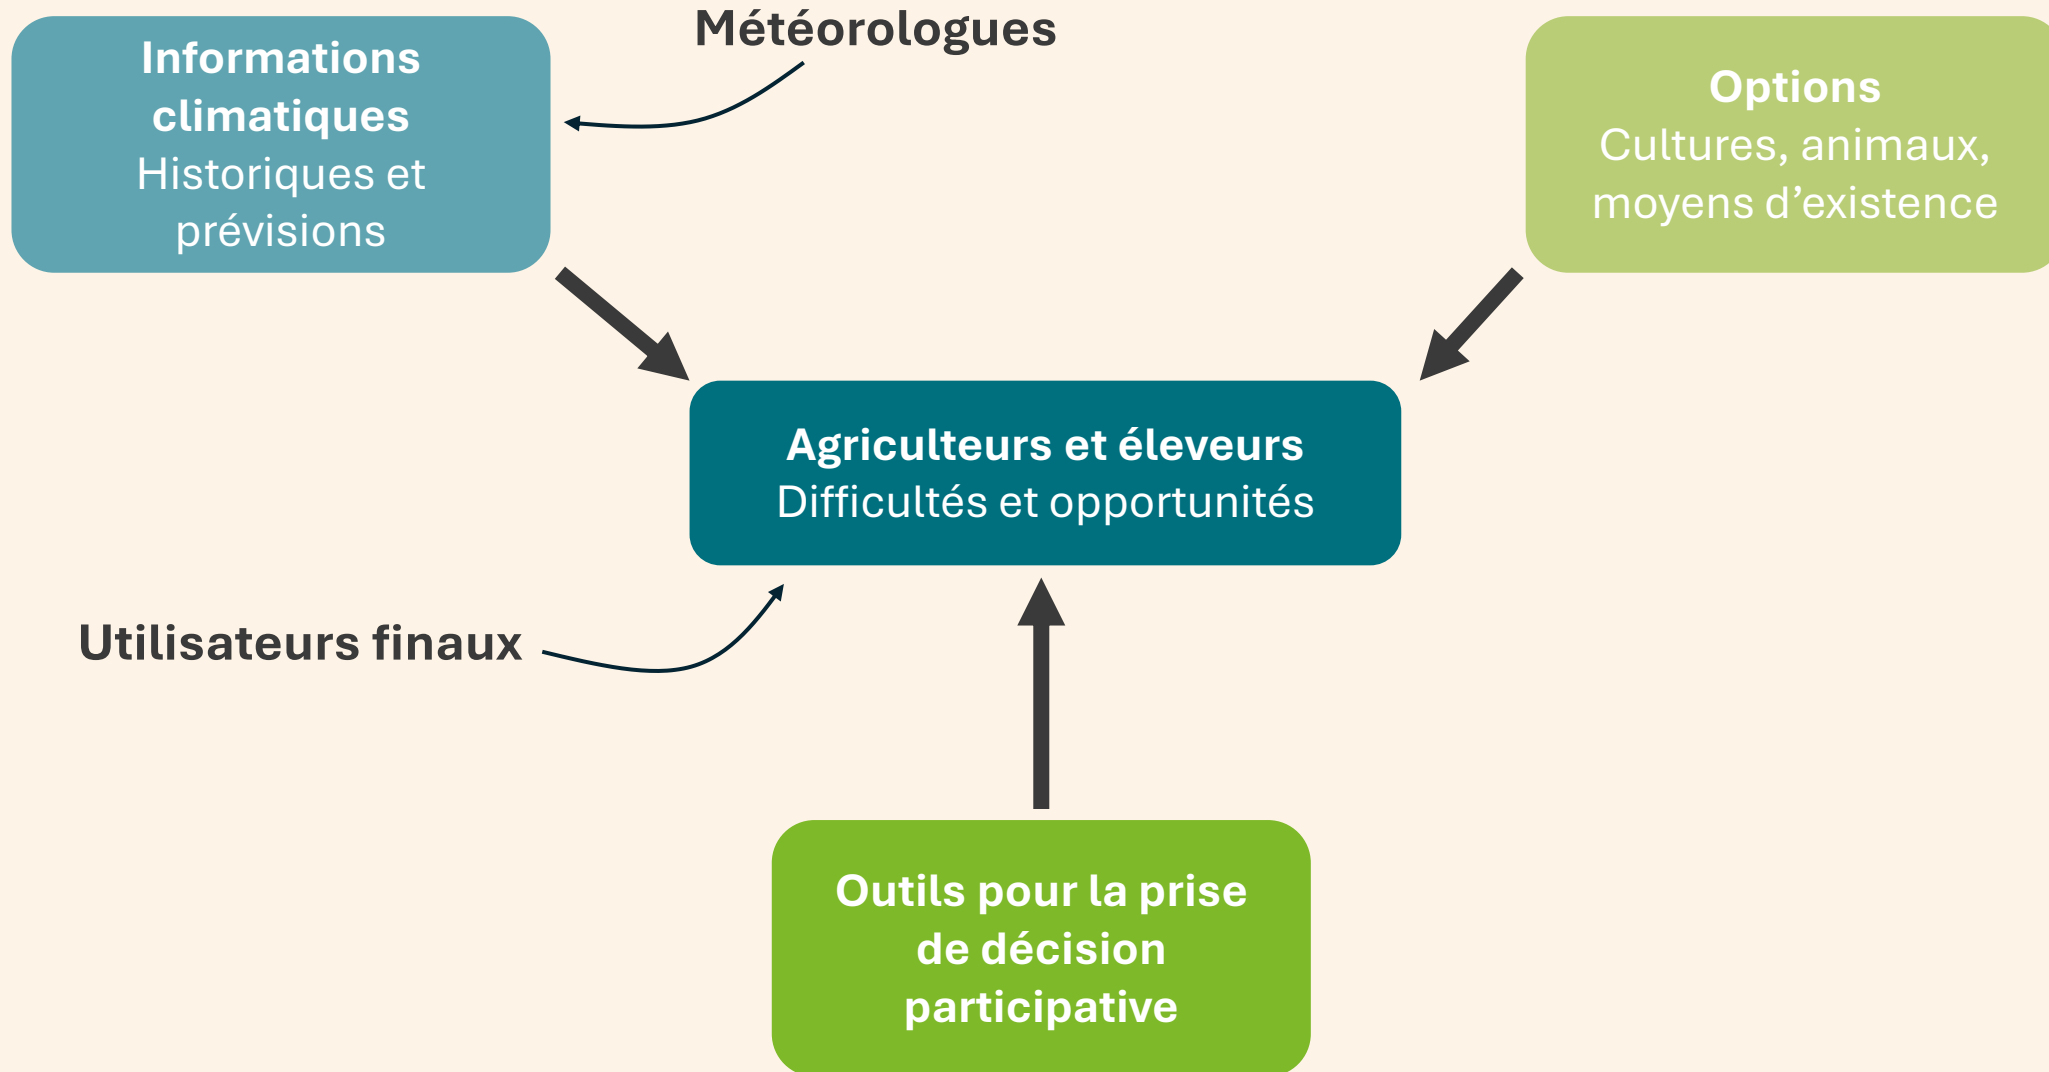 Météorologues
Informations
climatiques
Historiques et
prévisions
Options
Cultures, animaux,
moyens d’existence
Agriculteurs et éleveurs
Difficultés et opportunités
Utilisateurs finaux
Outils pour la prise
de décision
participative